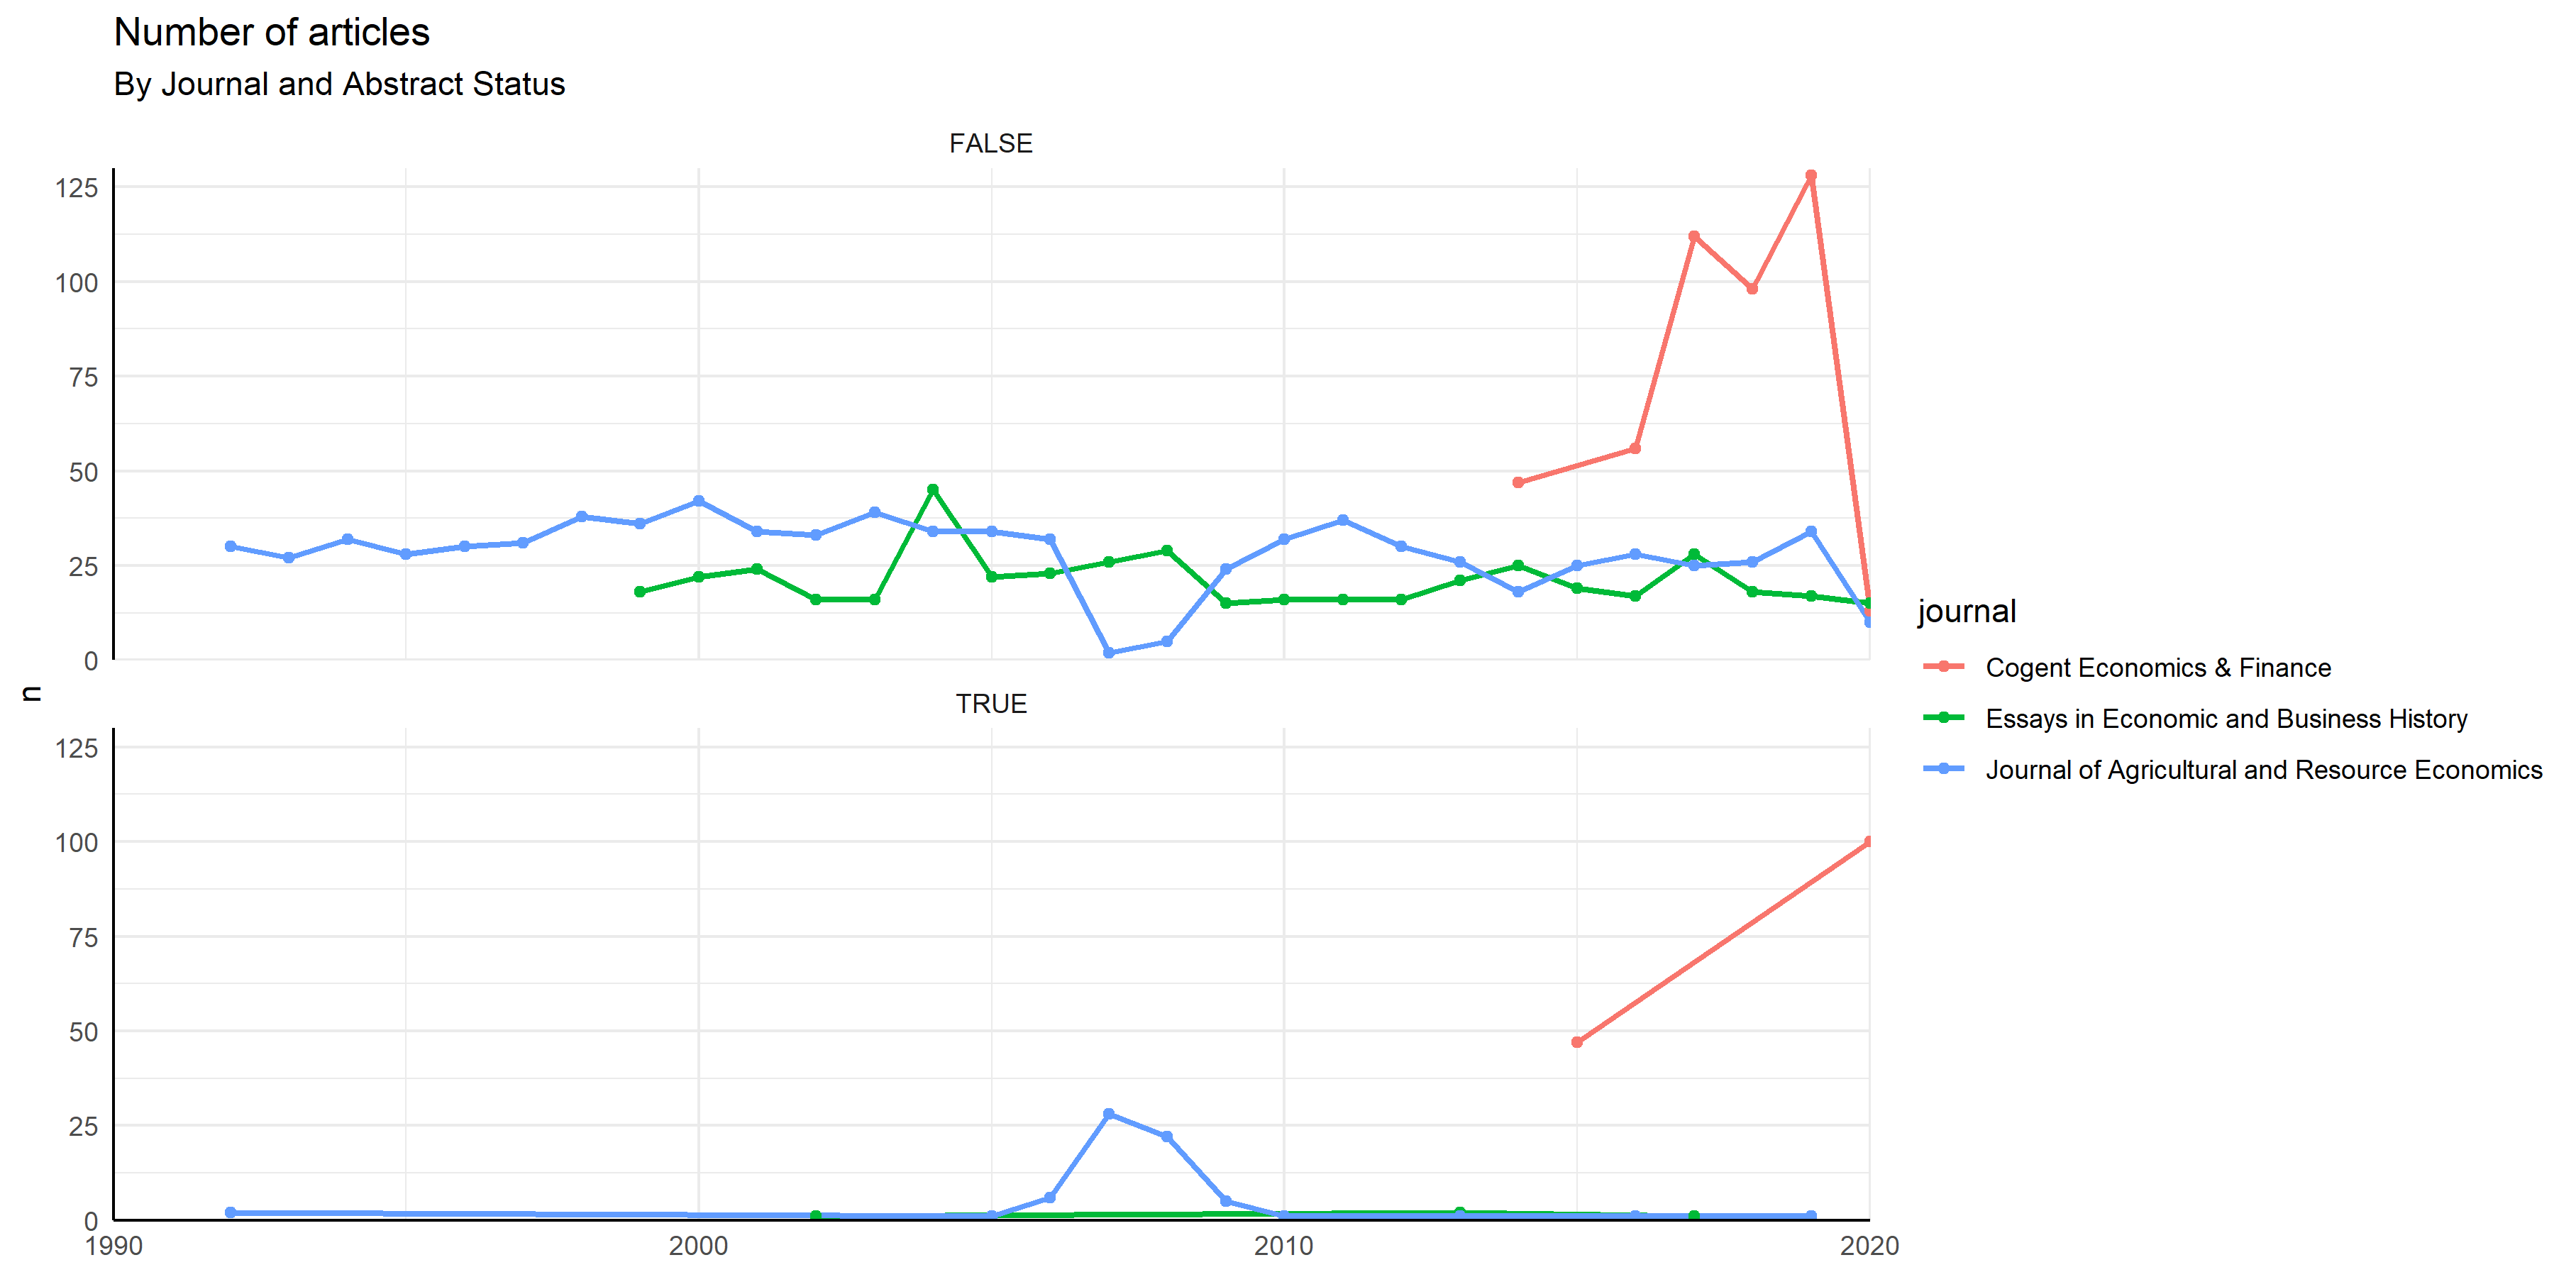 Number of articles
By Journal and Abstract Status
FALSE
125
100
75
50
25
0
n
TRUE
125
100
75
50
25
0
1990 2000 2010 2020
journal
Cogent Economics & Finance
Essays in Economic and Business History
Journal of Agricultural and Resource Economics